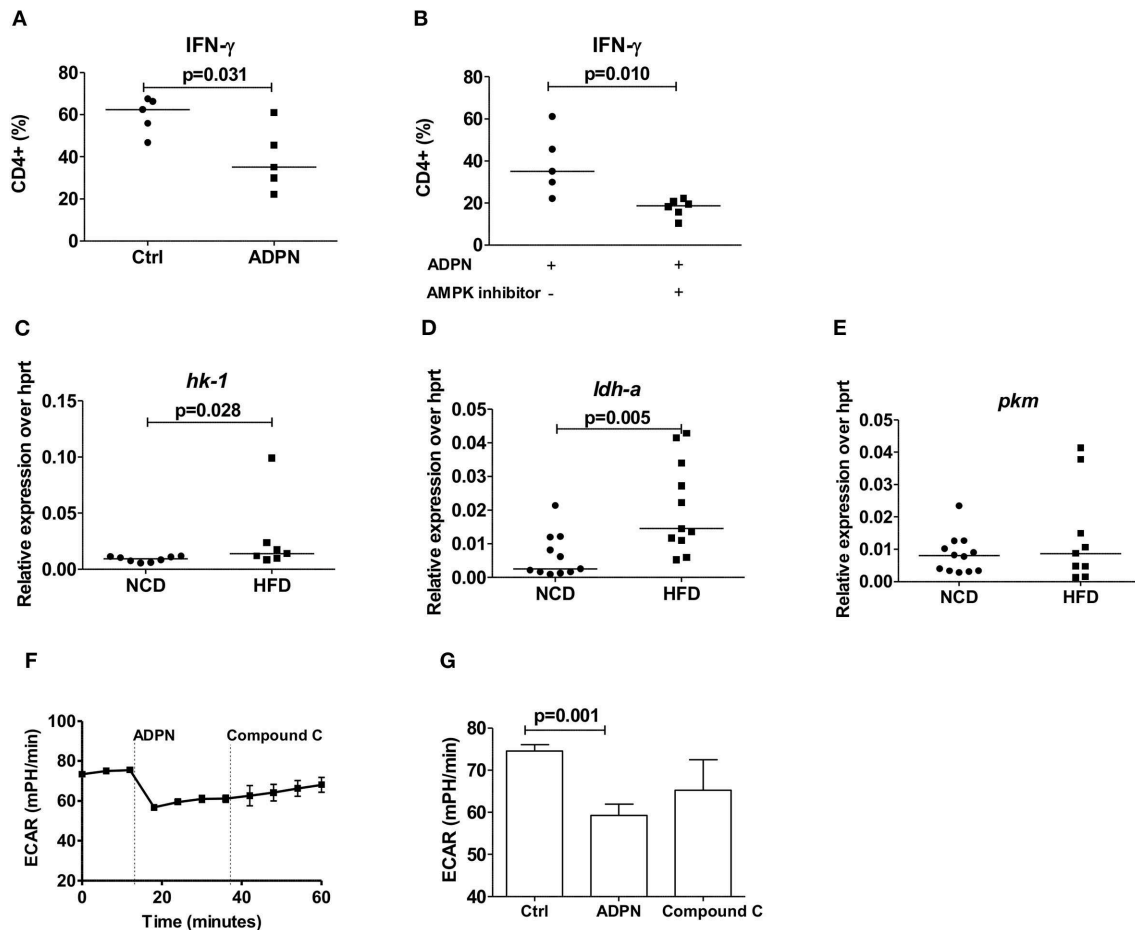 A
IFN-γ
p=0.031
80
60
40
20
0
CD4+ (%)
Ctrl ADPN
B
IFN-γ
p=0.010
80
60
40
20
0
CD4+ (%)
ADPN + +
AMPK inhibitor - +
C
hk-1
p=0.028
0.15
0.10
0.05
0.00
Relative expression over hprt
NCD HFD
D
ldh-a
p=0.005
0.05
0.04
0.03
0.02
0.01
0.00
Relative expression over hprt
NCD HFD
E
pkm
0.05
0.04
0.03
0.02
0.01
0.00
Relative expression over hprt
NCD HFD
F
100
80
60
40
20
ECAR (mPH/min)
ADPN Compound C
0 20 40 60
Time (minutes)
G
p=0.001
80
70
60
50
40
ECAR (mPH/min)
Ctrl ADPN Compound C